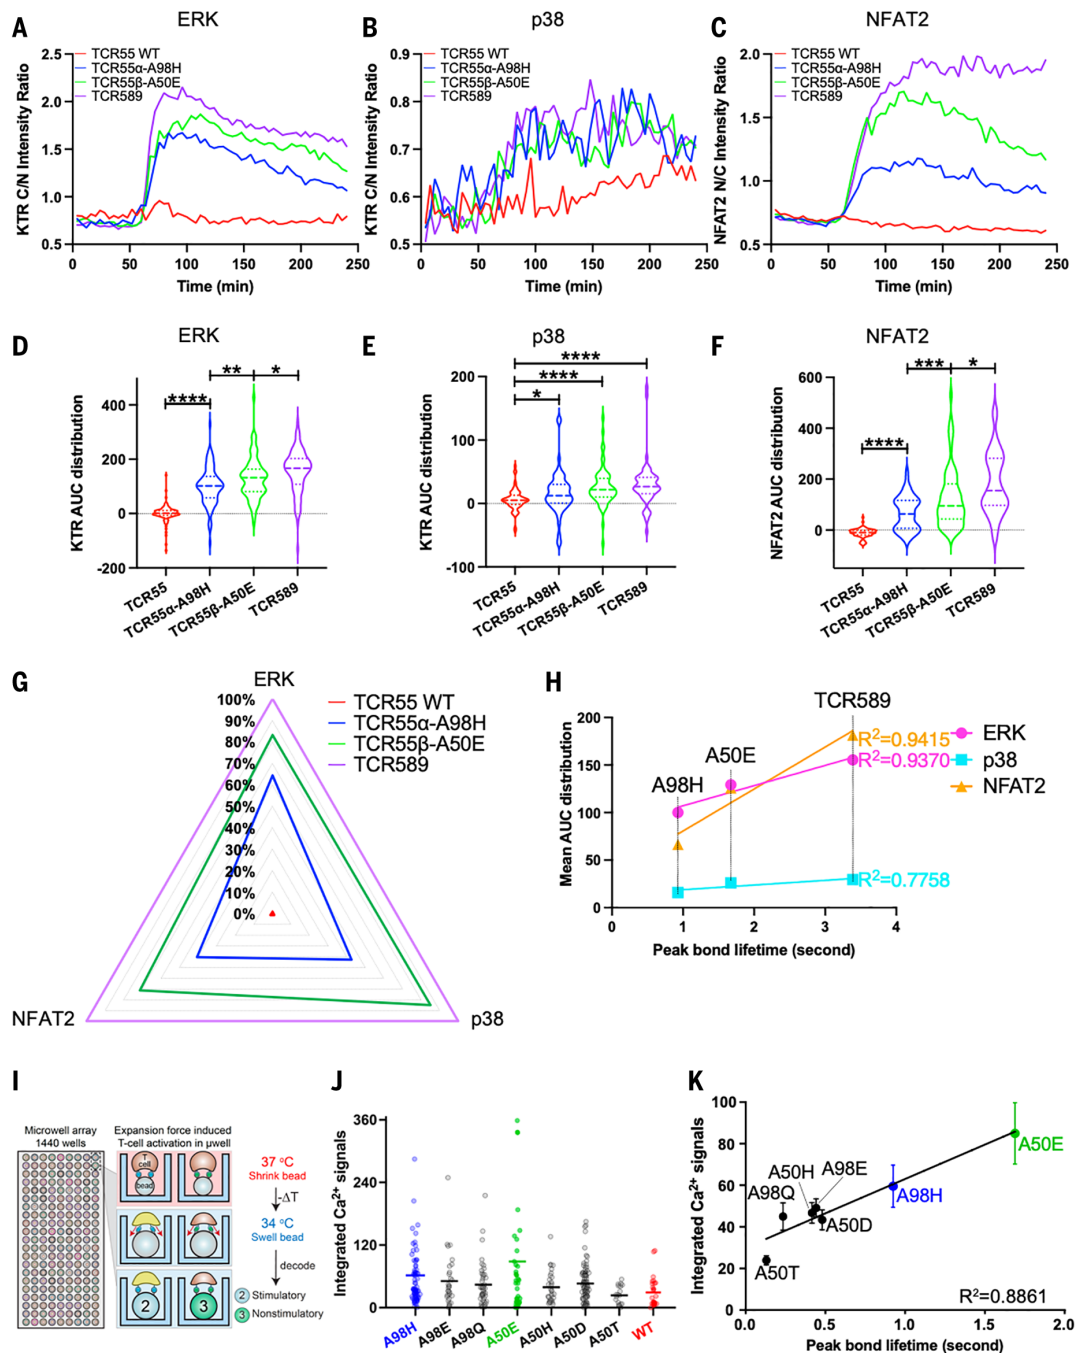 A
ERK
TCR55 WT
TCR55α-A98H
TCR55β-A50E
TCR589
KTR C/N Intensity Ratio
2.5
2.0
1.5
1.0
0.5
0 50 100 150 200 250
Time (min)
B
p38
TCR55 WT
TCR55α-A98H
TCR55β-A50E
TCR589
KTR C/N Intensity Ratio
0.9
0.8
0.7
0.6
0.5
0 50 100 150 200 250
Time (min)
C
NFAT2
TCR55 WT
TCR55α-A98H
TCR55β-A50E
TCR589
NFAT2 N/C Intensity Ratio
2.0
1.5
1.0
0.5
0 50 100 150 200 250
Time (min)
D
ERK
** *
****
KTR AUC distribution
400
200
0
-200
TCR55 TCR55α-A98H TCR55β-A50E TCR589
E
p38
****
****
*
KTR AUC distribution
200
100
0
-100
TCR55 TCR55α-A98H TCR55β-A50E TCR589
F
NFAT2
*** *
****
NFAT2 AUC distribution
600
400
200
0
TCR55 TCR55α-A98H TCR55β-A50E TCR589
G
ERK
100%
90%
80%
70%
60%
50%
40%
30%
20%
10%
0%
TCR55 WT
TCR55α-A98H
TCR55β-A50E
TCR589
NFAT2
p38
H
TCR589
A50E
A98H
R²=0.9415
R²=0.9370
R²=0.7758
ERK
p38
NFAT2
Mean AUC distribution
200
150
100
50
0
0 1 2 3 4
Peak bond lifetime (second)
I
Microwell array
1440 wells
Expansion force induced
T-cell activation in μwell
T
cell
bead
37 °C
Shrink bead
-ΔT
34 °C
Swell bead
decode
2
3
2 Stimulatory
3 Nonstimulatory
J
Integrated Ca²⁺ signals
360
240
120
0
A98H A98E A98Q A50E A50H A50D A50T WT
K
Integrated Ca²⁺ signals
100
80
60
40
20
0
A50H
A98E
A98Q
A50D
A50T
A98H
A50E
R²=0.8861
0.0 0.5 1.0 1.5 2.0
Peak bond lifetime (second)